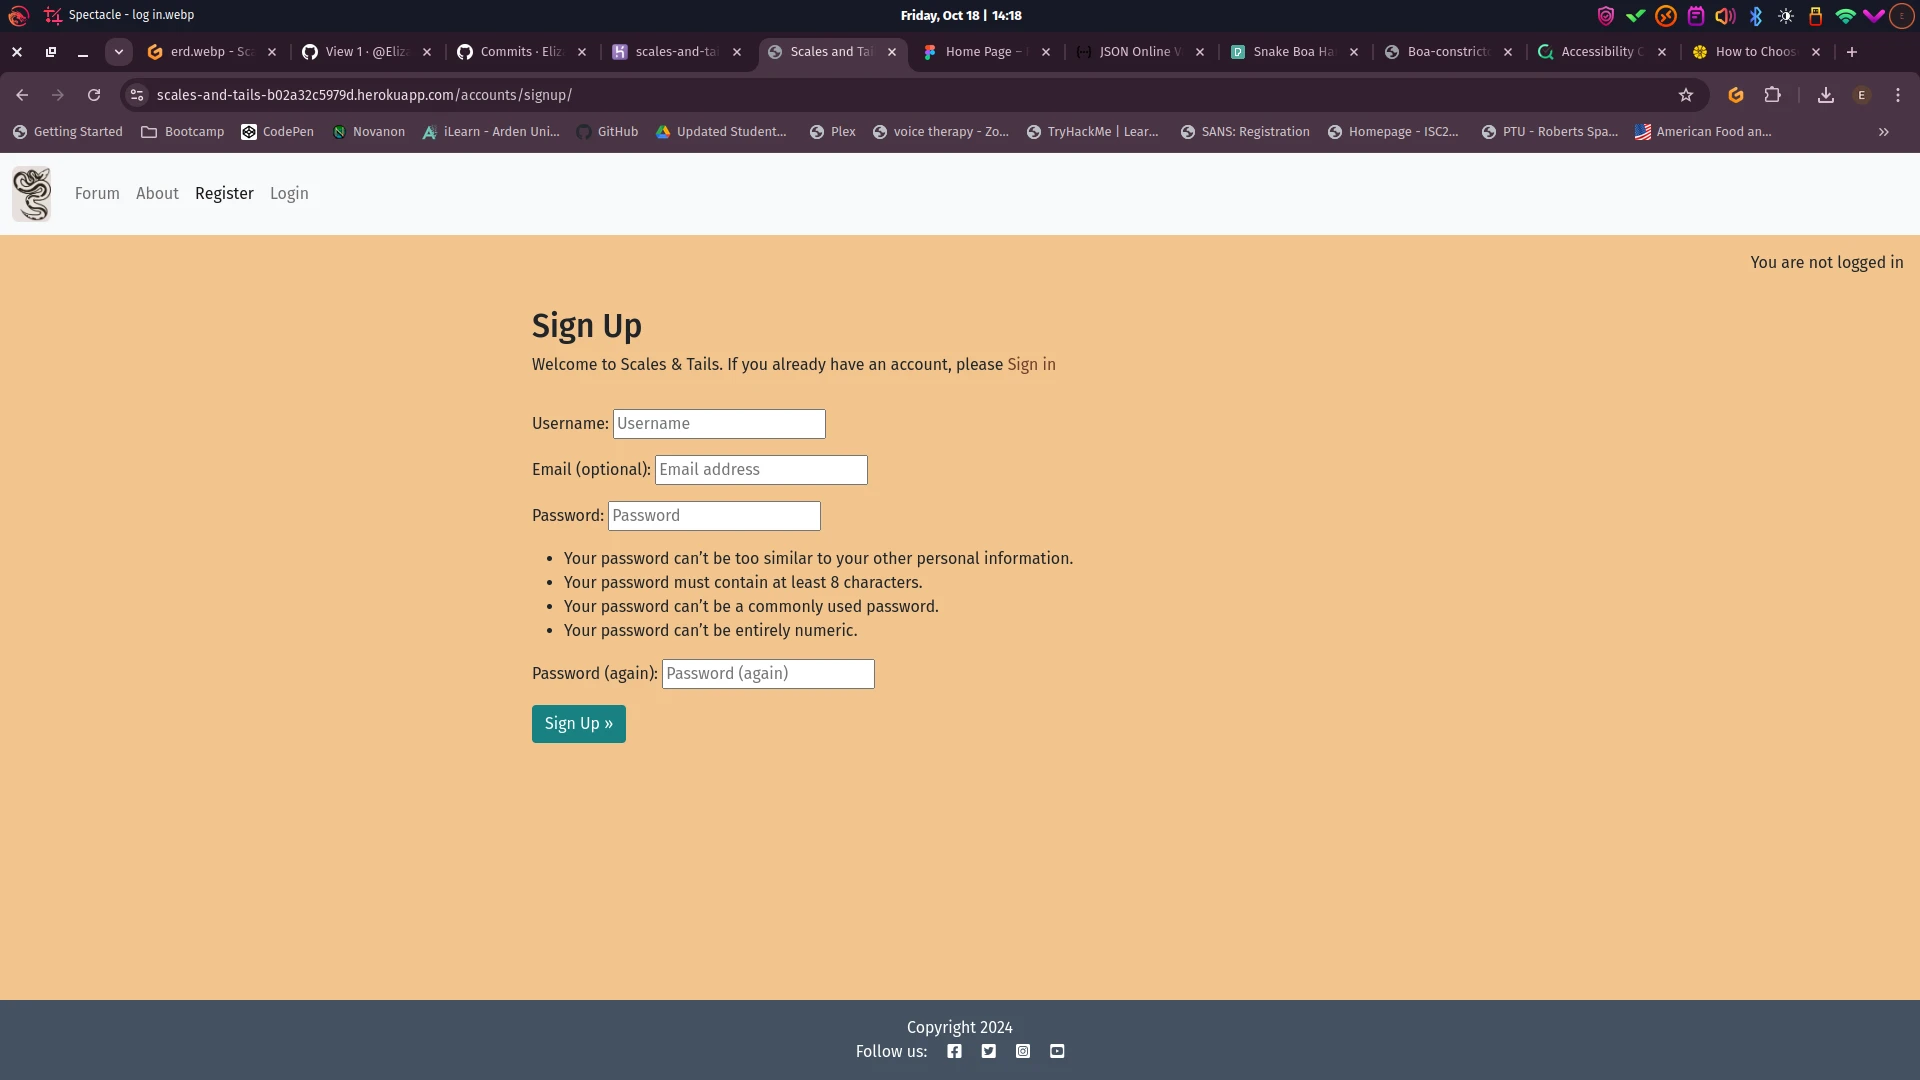 Spectacle - log in.webp
Friday, Oct 18 | 14:18
erd.webp - Sca
View 1 · @Eliza
Commits · Eliz
scales-and-tai
Scales and Tai
Home Page –
JSON Online V
Snake Boa Ha
Boa-constricto
Accessibility C
How to Choos
scales-and-tails-b02a32c5979d.herokuapp.com/accounts/signup/
E
Getting Started
Bootcamp
CodePen
Novanon
iLearn - Arden Uni...
GitHub
Updated Student...
Plex
voice therapy - Zo...
TryHackMe | Lear...
SANS: Registration
Homepage - ISC2...
PTU - Roberts Spa...
American Food an...
Forum
About
Register
Login
You are not logged in
Sign Up
Welcome to Scales & Tails. If you already have an account, please Sign in
Username: Username
Email (optional): Email address
Password: Password
• Your password can’t be too similar to your other personal information.
• Your password must contain at least 8 characters.
• Your password can’t be a commonly used password.
• Your password can’t be entirely numeric.
Password (again): Password (again)
Sign Up »
Copyright 2024
Follow us: